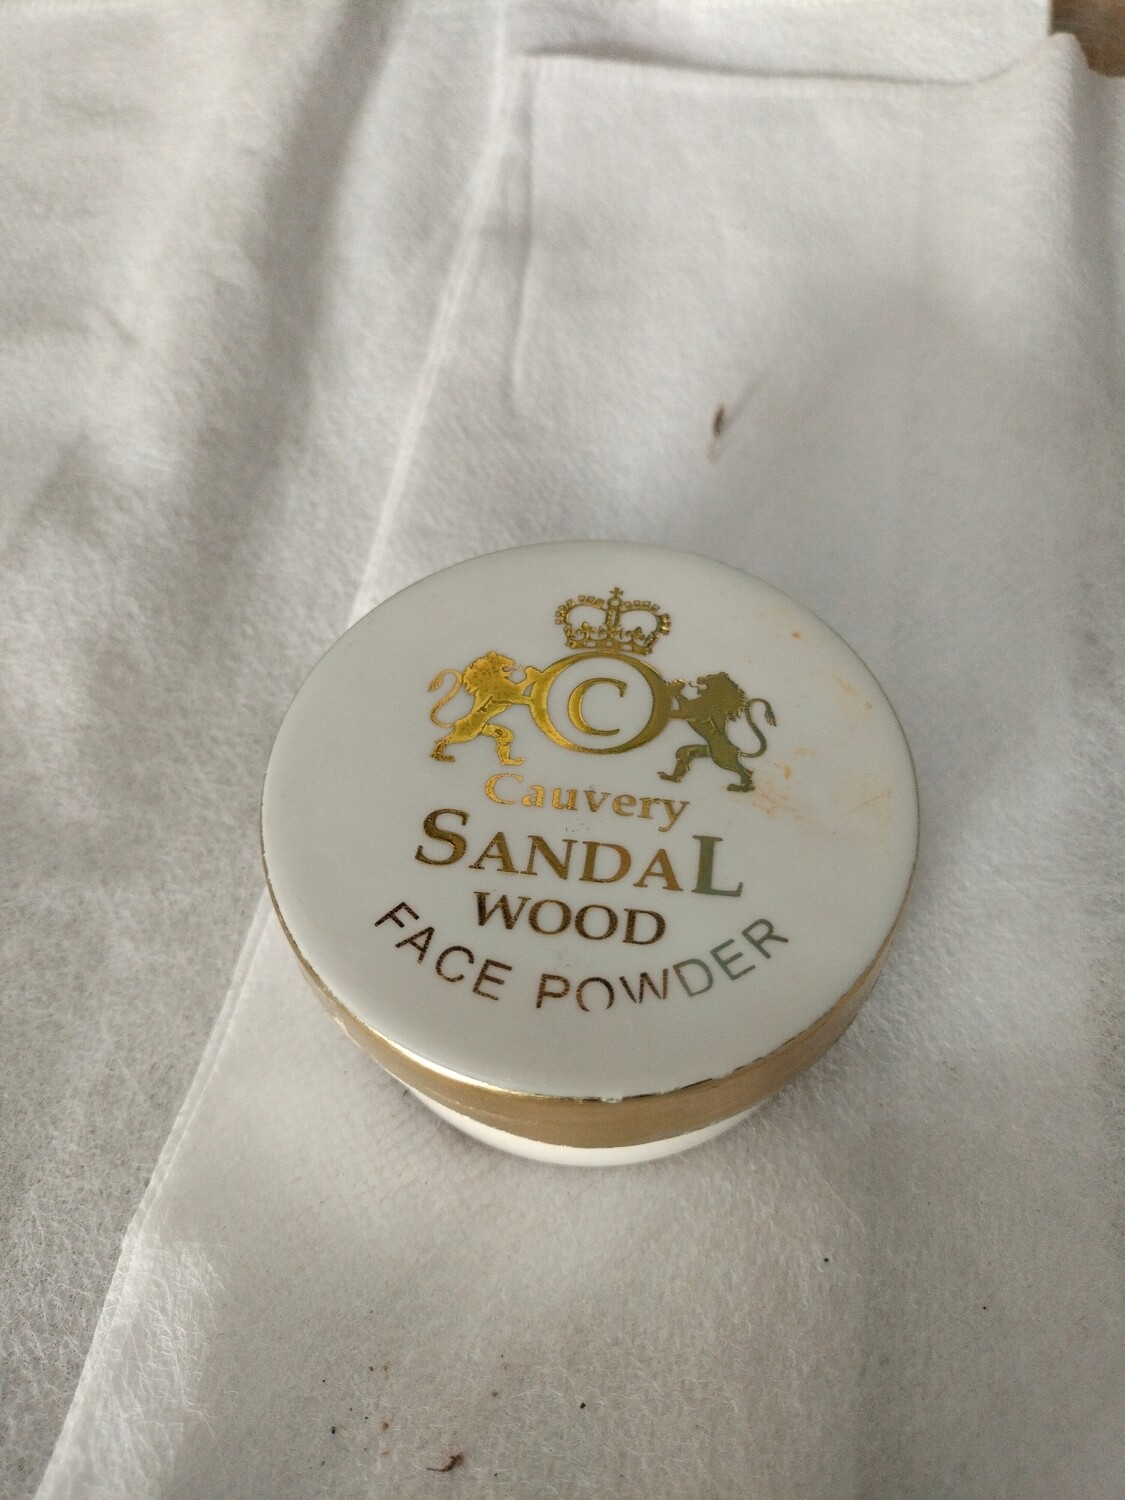 C
Cauvery
SANDAL
WOOD
FACE POWDER